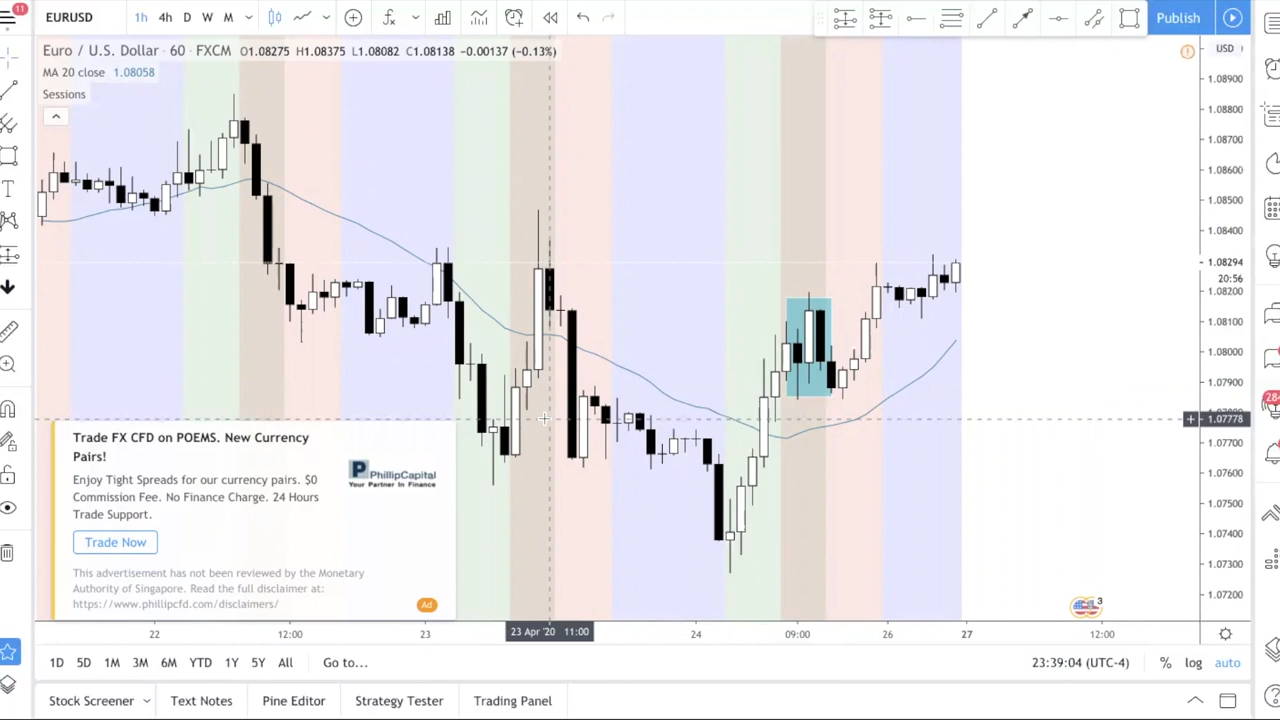 11
EURUSD
1h 4h D W M
Publish
Euro / U.S. Dollar • 60 • FXCM O1.08275 H1.08375 L1.08082 C1.08138 −0.00137 (−0.13%)
USD
MA 20 close 1.08058
Sessions
1.08900
1.08800
1.08700
1.08600
1.08500
1.08400
1.08294
20:56
1.08200
1.08100
1.08000
1.07900
1.07778
1.07700
1.07600
1.07500
1.07400
1.07300
1.07200
Trade FX CFD on POEMS. New Currency
Pairs!
PhillipCapital
Your Partner In Finance
Enjoy Tight Spreads for our currency pairs. $0
Commission Fee. No Finance Charge. 24 Hours
Trade Support.
Trade Now
This advertisement has not been reviewed by the Monetary
Authority of Singapore. Read the full disclaimer at:
https://www.phillipcfd.com/disclaimers/
Ad
3
22 12:00 23 23 Apr '20 11:00 24 09:00 26 27 12:00
1D 5D 1M 3M 6M YTD 1Y 5Y All Go to... 23:39:04 (UTC-4) % log auto
Stock Screener Text Notes Pine Editor Strategy Tester Trading Panel